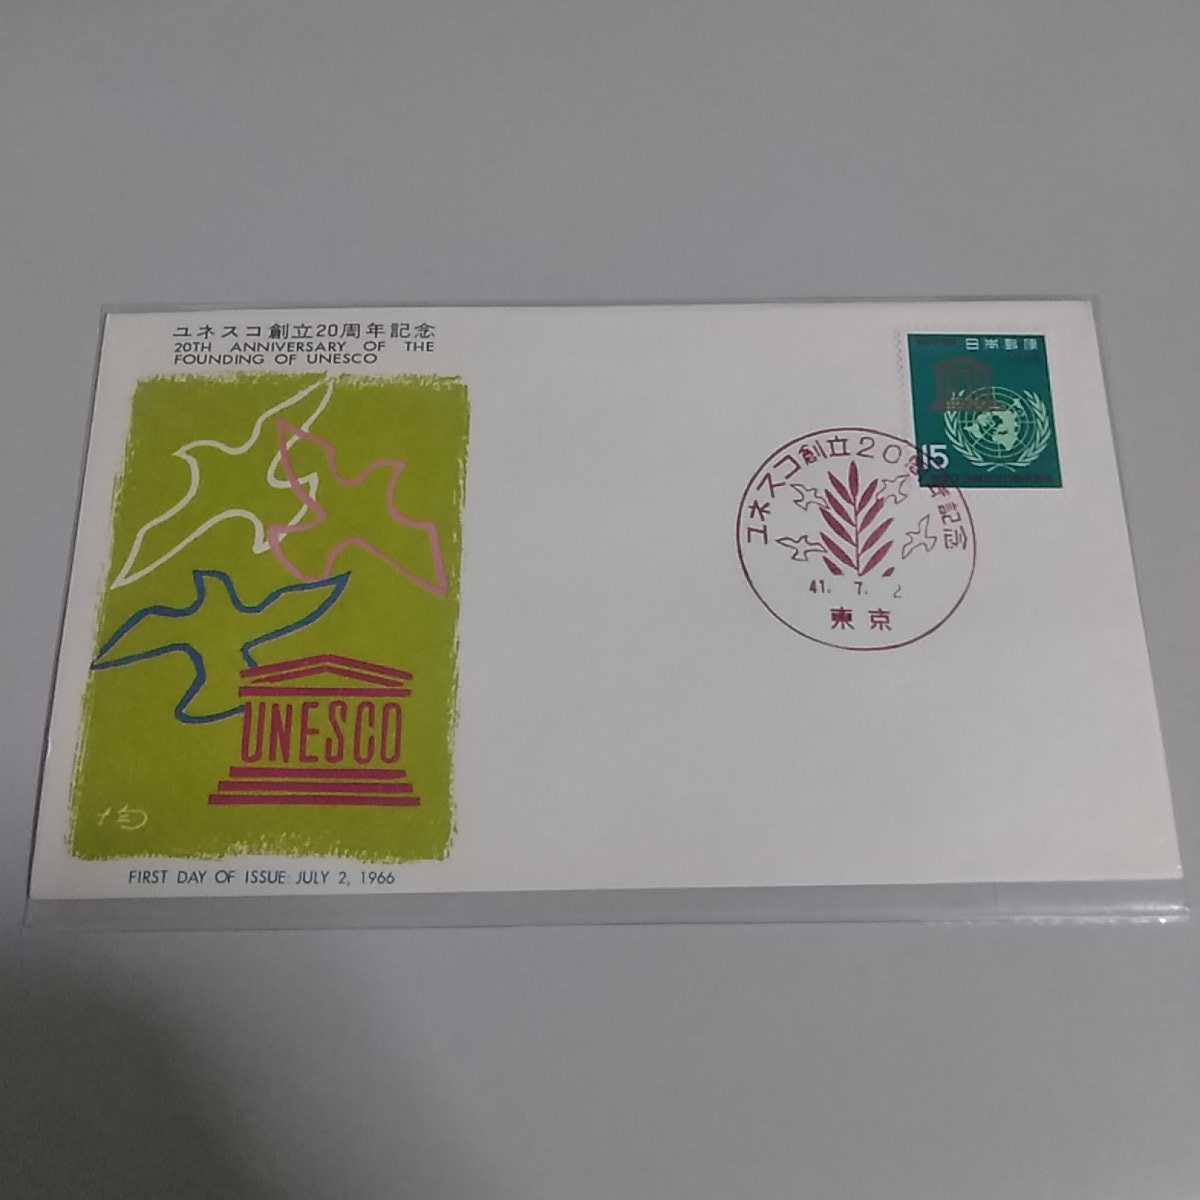 ユネスコ創立20周年記念
20TH ANNIVERSARY OF THE
FOUNDING OF UNESCO
UNESCO
FIRST DAY OF ISSUE: JULY 2, 1966
日本郵便
15
ユネスコ創立20周年記念
41. 7. 2
東京